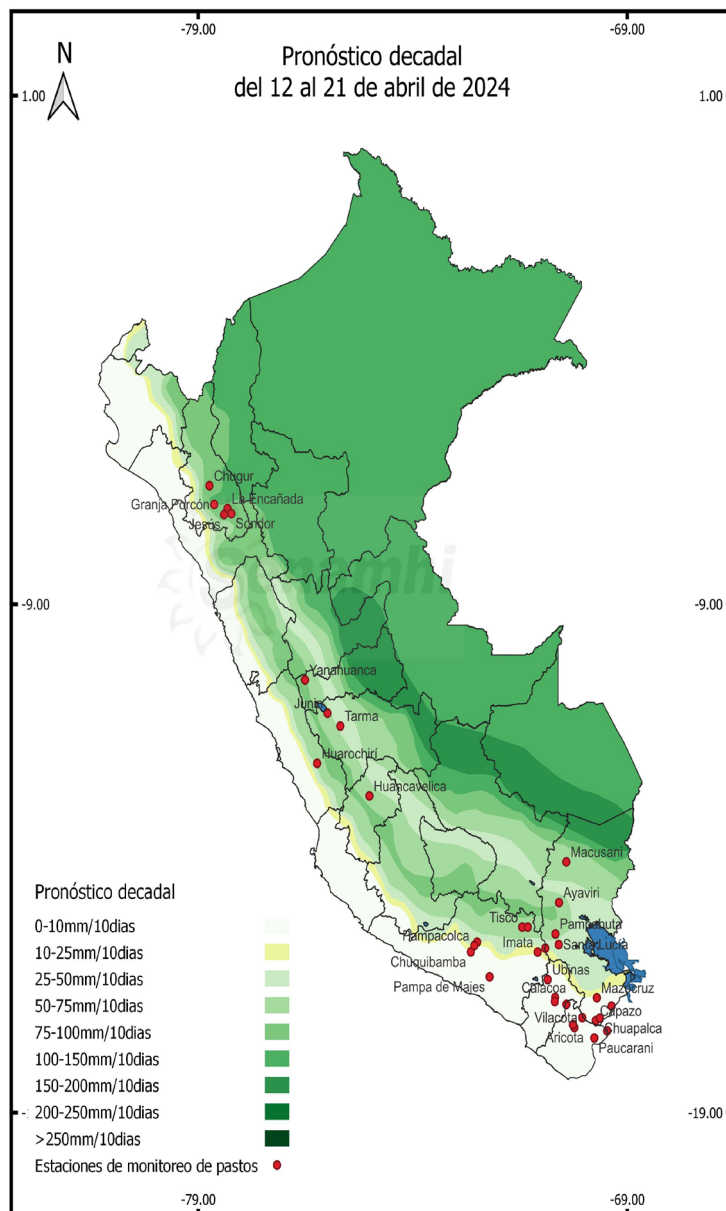 -79.00
-69.00
N
Pronóstico decadal
del 12 al 21 de abril de 2024
1.00
1.00
Chugur
Granja Porcón
La Encañada
Jesús
Sondor
Senamhi
-9.00
-9.00
Yanahuanca
Junín
Tarma
Huarochirí
Huancavelica
Macusani
Ayaviri
Tisco
Pampahuta
Pampacolca
Imata
Santa Lucía
Chuquibamba
Ubinas
Pampa de Majes
Calacoa
Mazocruz
Capazo
Vilacota
Chuapalca
Aricota
Paucarani
Pronóstico decadal
0-10mm/10dias
10-25mm/10dias
25-50mm/10dias
50-75mm/10dias
75-100mm/10dias
100-150mm/10dias
150-200mm/10dias
200-250mm/10dias
>250mm/10dias
Estaciones de monitoreo de pastos
-19.00
-79.00
-69.00